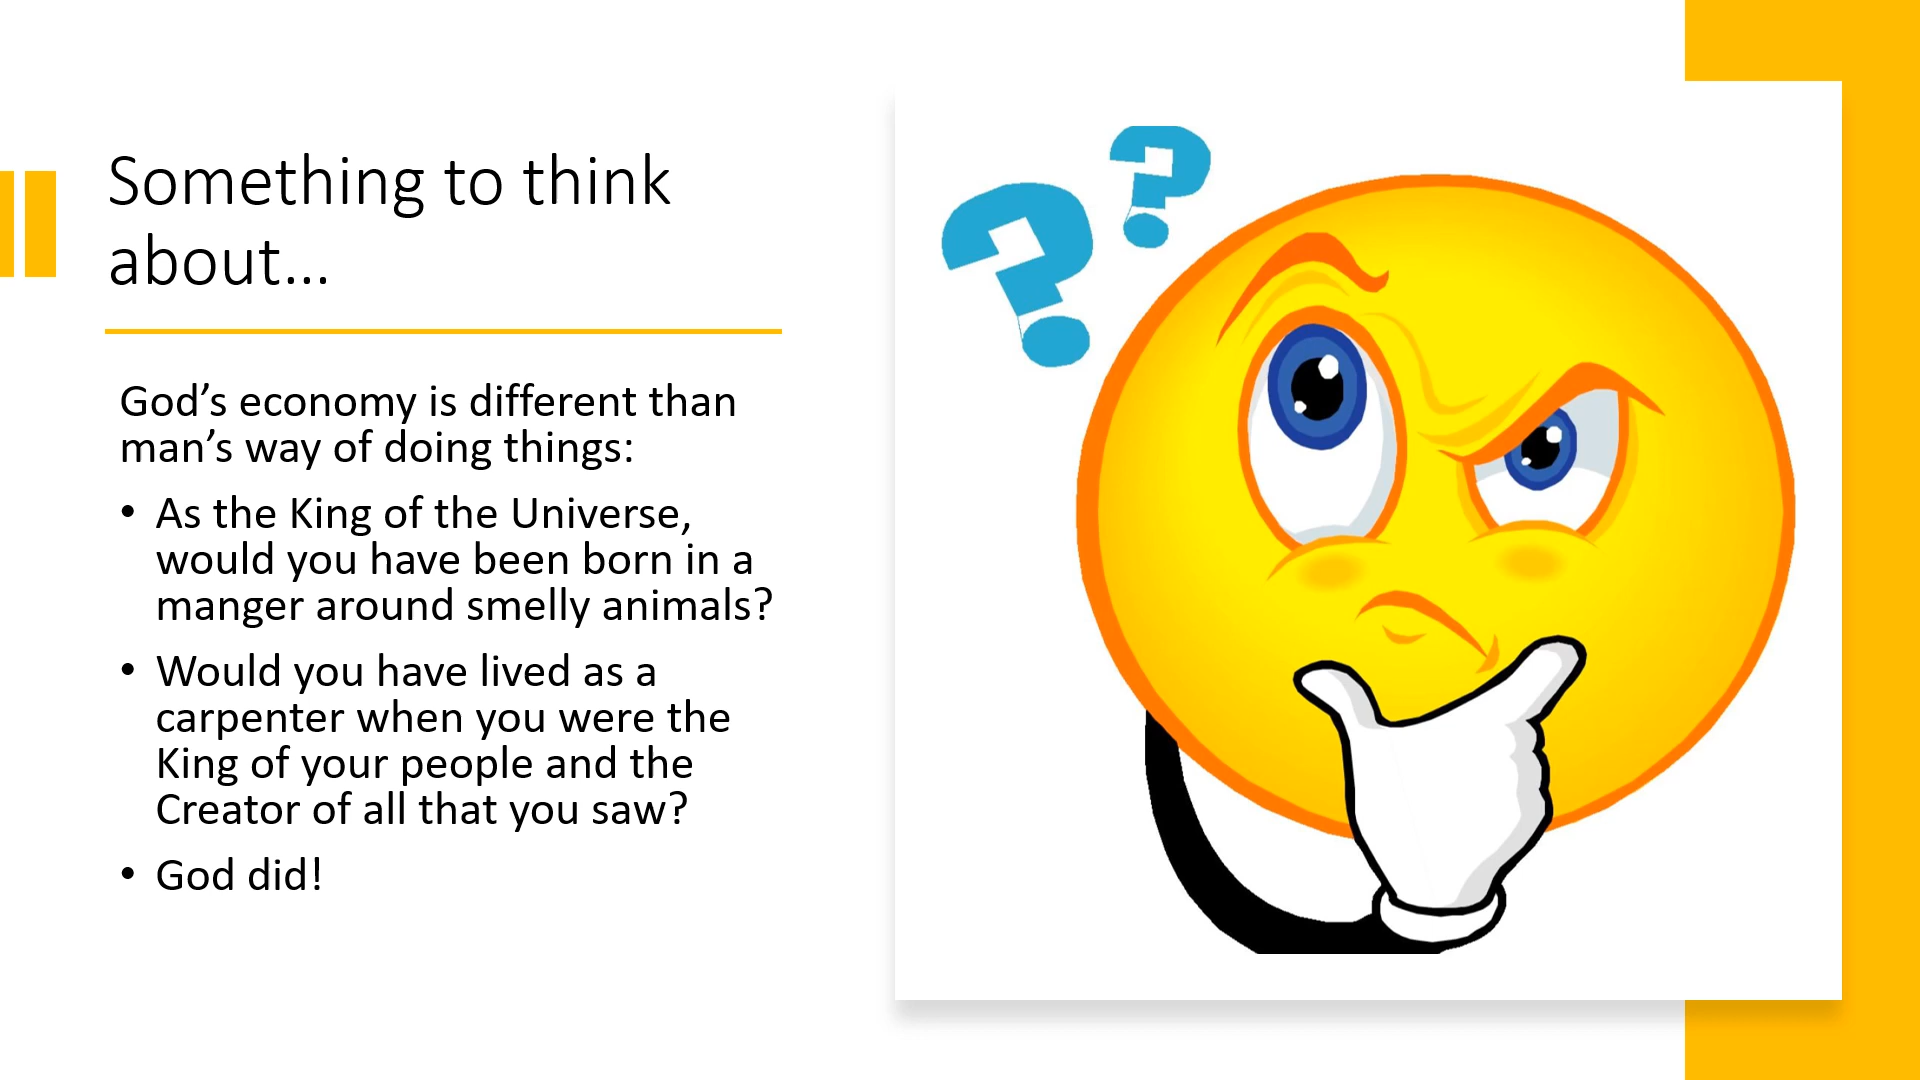 Something to think
about...
God’s economy is different than
man’s way of doing things:
• As the King of the Universe,
would you have been born in a
manger around smelly animals?
• Would you have lived as a
carpenter when you were the
King of your people and the
Creator of all that you saw?
• God did!
? ?